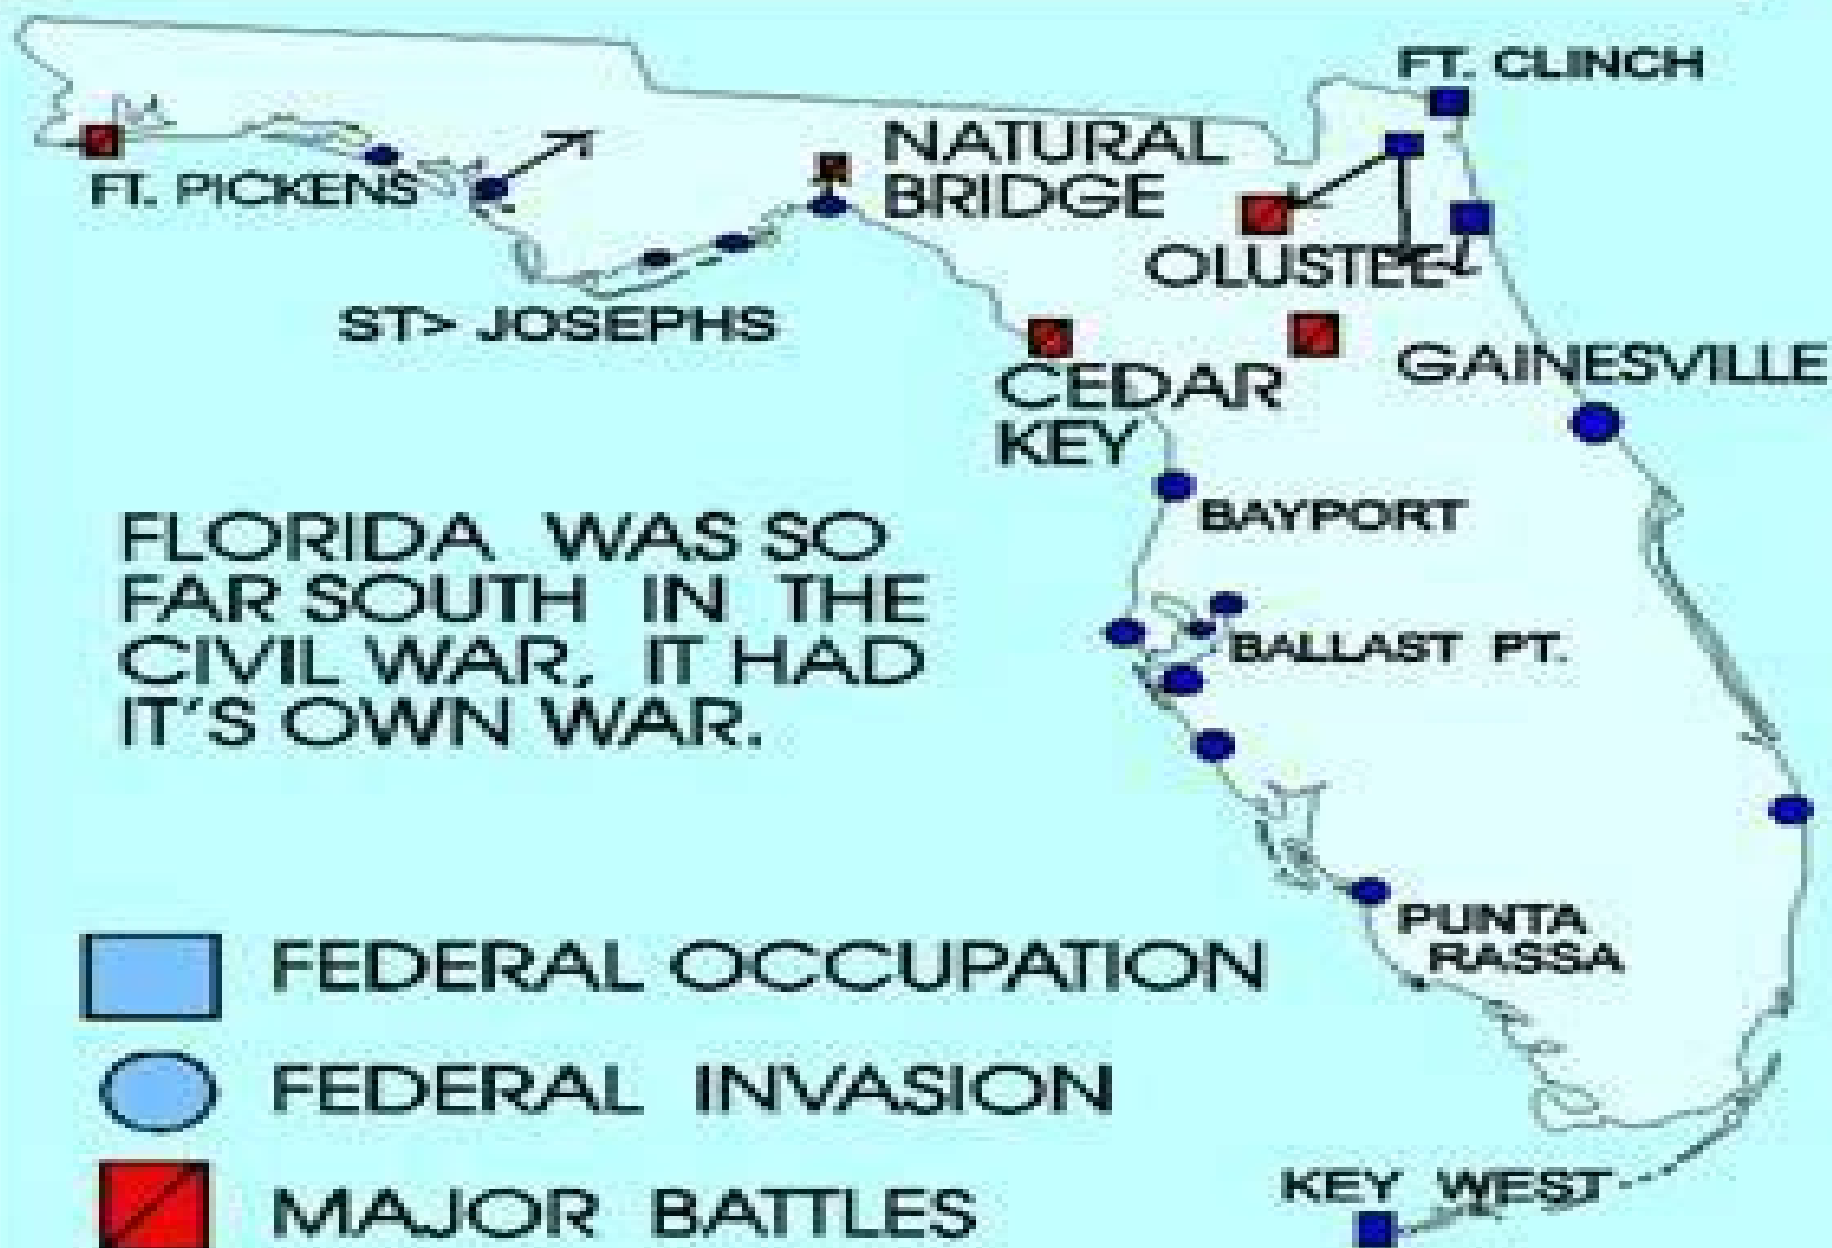 FT. CLINCH
NATURAL
BRIDGE
FT. PICKENS
OLUSTEE
ST> JOSEPHS
GAINESVILLE
CEDAR
KEY
BAYPORT
FLORIDA WAS SO
FAR SOUTH IN THE
CIVIL WAR, IT HAD
IT'S OWN WAR.
BALLAST PT.
PUNTA
RASSA
FEDERAL OCCUPATION
FEDERAL INVASION
KEY WEST
MAJOR BATTLES